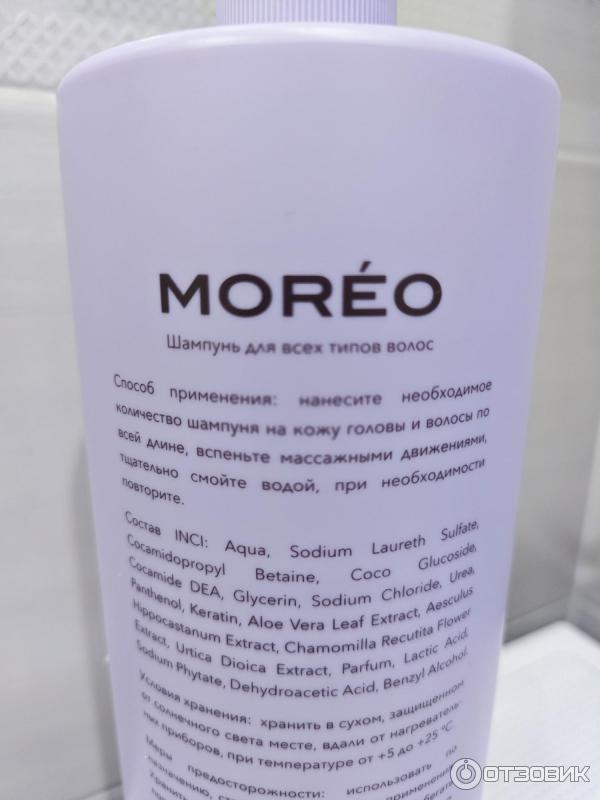 MORÉO
Шампунь для всех типов волос
Способ применения: нанесите необходимое
количество шампуня на кожу головы и волосы по
всей длине, вспеньте массажными движениями,
тщательно смойте водой, при необходимости
повторите.
Состав INCI: Aqua, Sodium Laureth Sulfate,
Cocamidopropyl Betaine, Coco Glucoside,
Cocamide DEA, Glycerin, Sodium Chloride, Urea,
Panthenol, Keratin, Aloe Vera Leaf Extract, Aesculus
Hippocastanum Extract, Chamomilla Recutita Flower
Extract, Urtica Dioica Extract, Parfum, Lactic Acid,
Sodium Phytate, Dehydroacetic Acid, Benzyl Alcohol.
Условия хранения: хранить в сухом, защищенном
от солнечного света месте, вдали от нагреватель-
ных приборов, при температуре от +5 до +25 °C.
Меры предосторожности: использовать по
назначению,
ОТЗОВИК